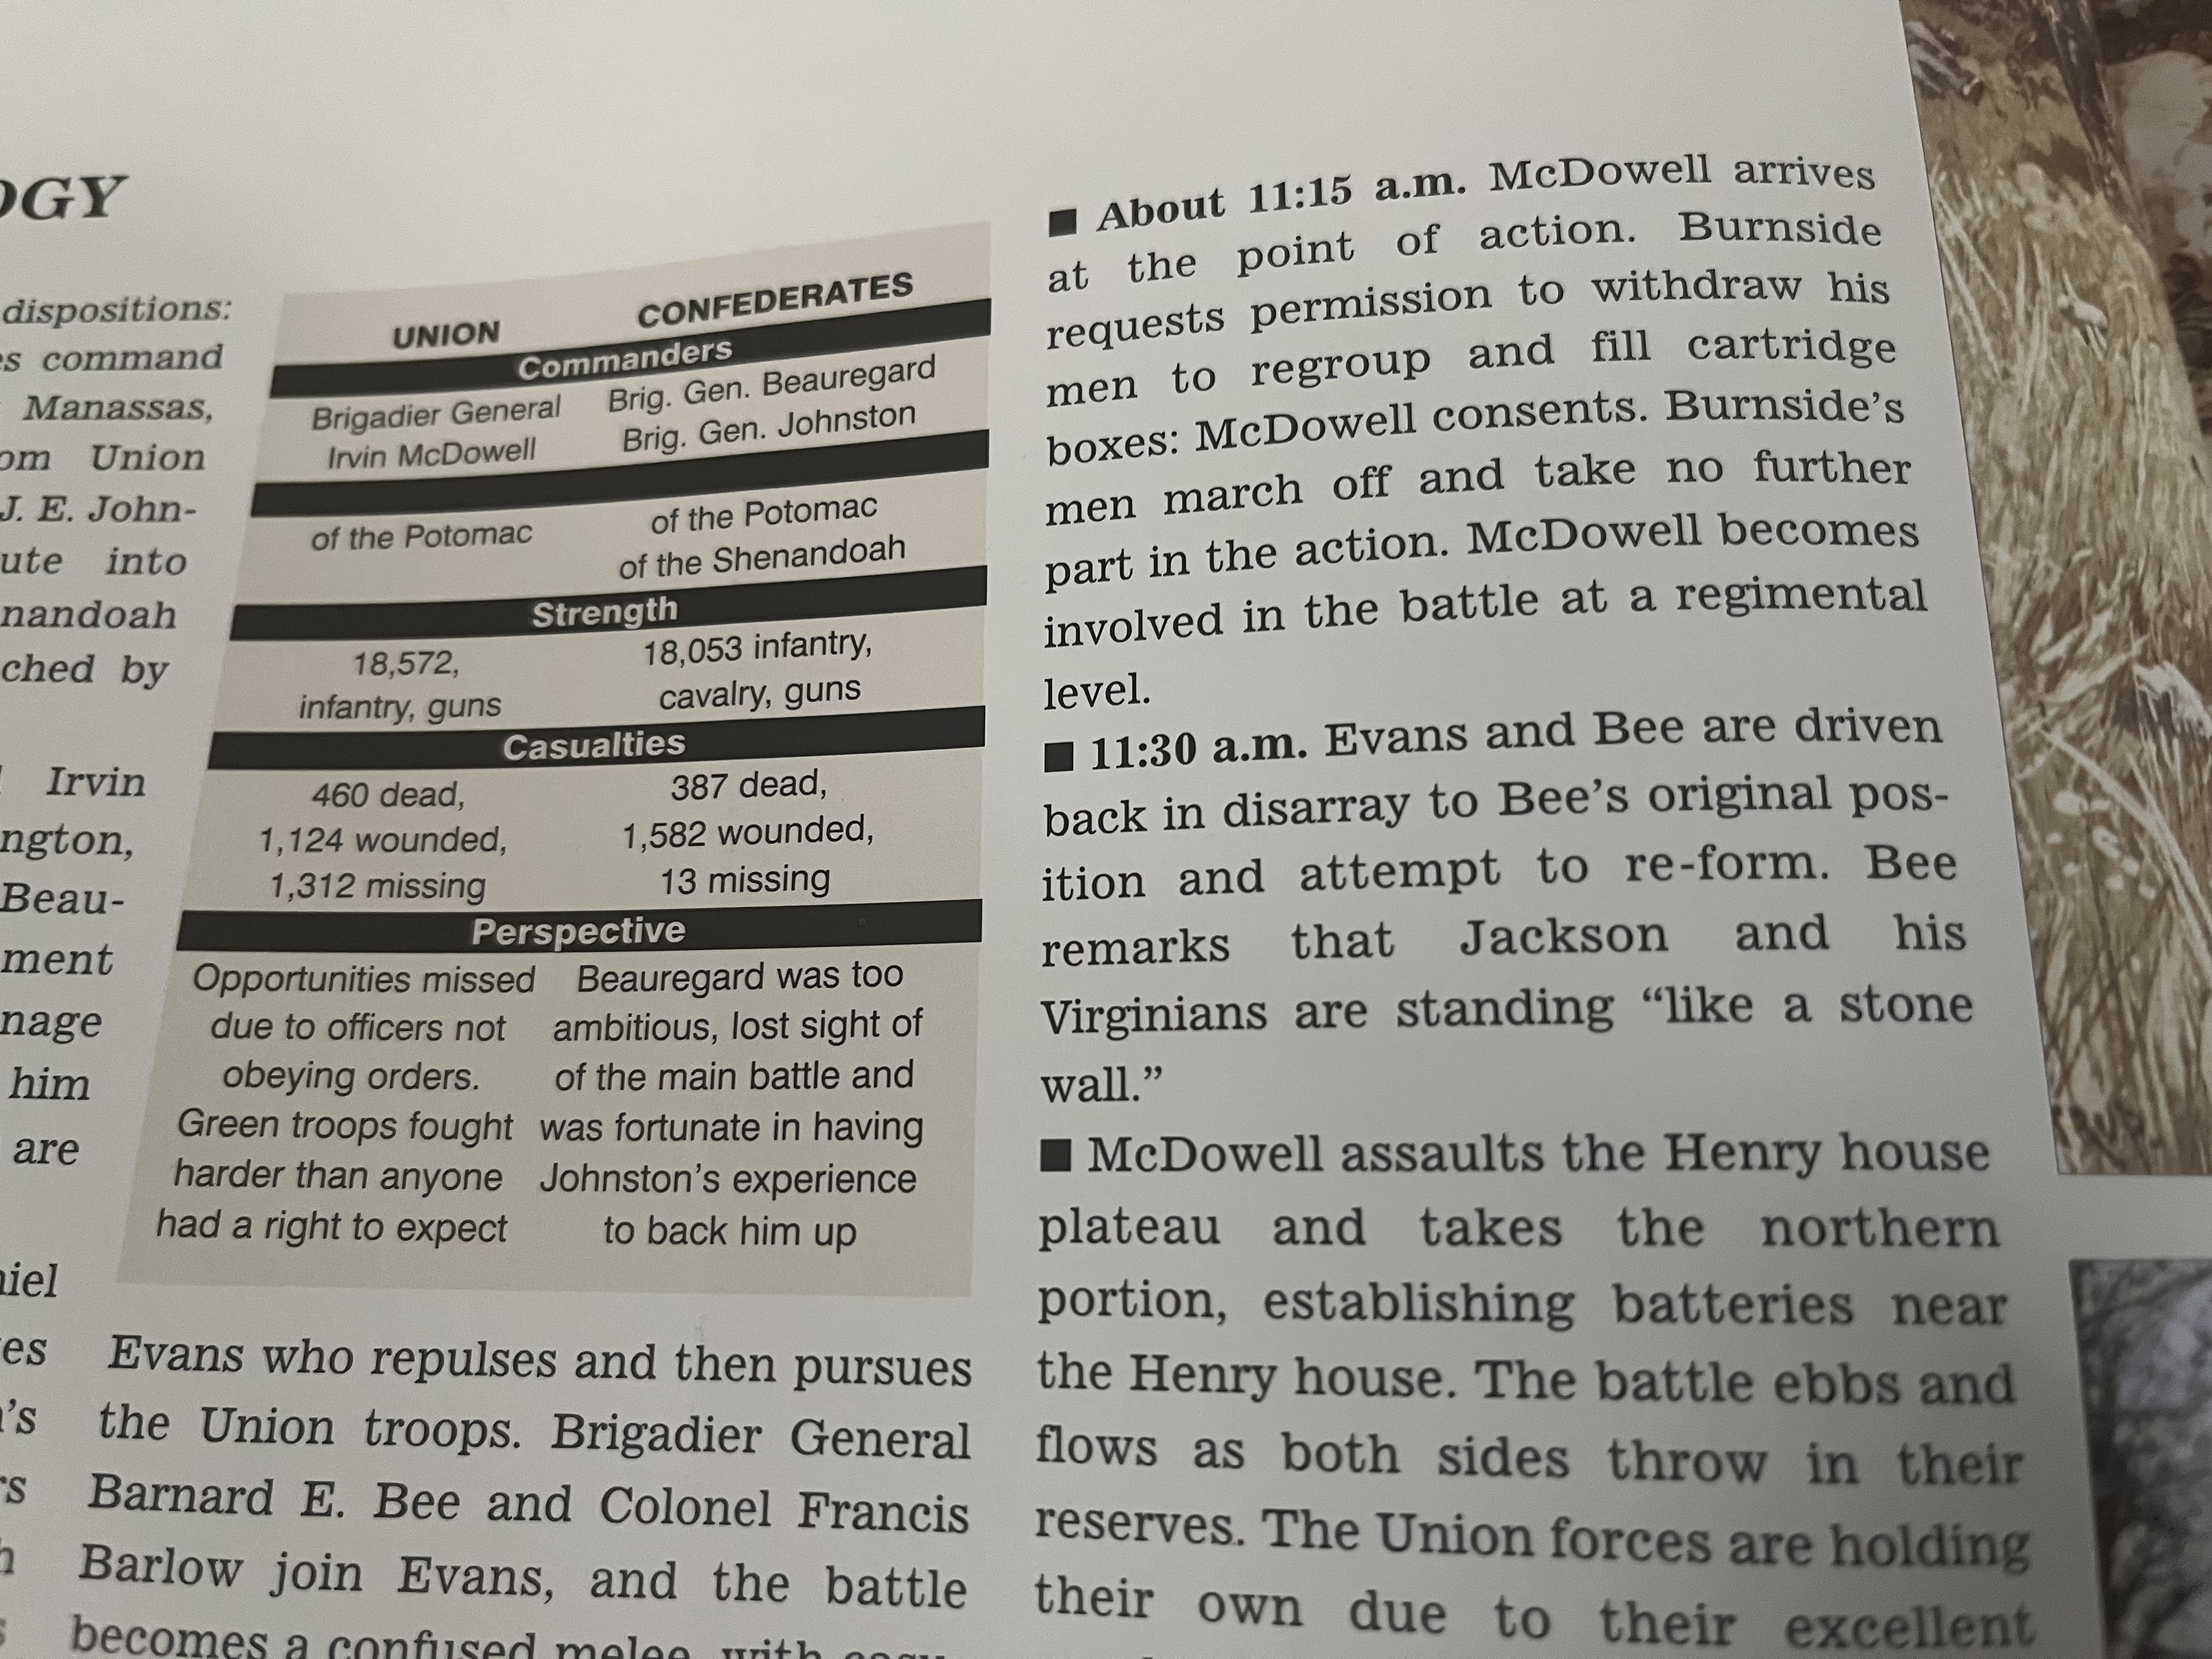 OGY
dispositions:
command
Manassas,
Union
J. E. John-
into
nandoah
ched by
Irvin
ngton,
Beau-
ment
nage
him
are
niel
UNION CONFEDERATES
Commanders
Brigadier General Brig. Gen. Beauregard
Irvin McDowell Brig. Gen. Johnston
of the Potomac of the Potomac
of the Shenandoah
Strength
18,572, 18,053 infantry,
infantry, guns cavalry, guns
Casualties
460 dead, 387 dead,
1,124 wounded, 1,582 wounded,
1,312 missing 13 missing
Perspective
Opportunities missed Beauregard was too
due to officers not ambitious, lost sight of
obeying orders. of the main battle and
Green troops fought was fortunate in having
harder than anyone Johnston's experience
had a right to expect to back him up
Evans who repulses and then pursues
the Union troops. Brigadier General
Barnard E. Bee and Colonel Francis
Barlow join Evans, and the battle
becomes a confused melee, with
■ About 11:15 a.m. McDowell arrives
at the point of action. Burnside
requests permission to withdraw his
men to regroup and fill cartridge
boxes: McDowell consents. Burnside's
men march off and take no further
part in the action. McDowell becomes
involved in the battle at a regimental
level.
■ 11:30 a.m. Evans and Bee are driven
back in disarray to Bee's original pos-
ition and attempt to re-form. Bee
remarks that Jackson and his
Virginians are standing “like a stone
wall.”
■ McDowell assaults the Henry house
plateau and takes the northern
portion, establishing batteries near
the Henry house. The battle ebbs and
flows as both sides throw in their
reserves. The Union forces are holding
their own due to their excellent